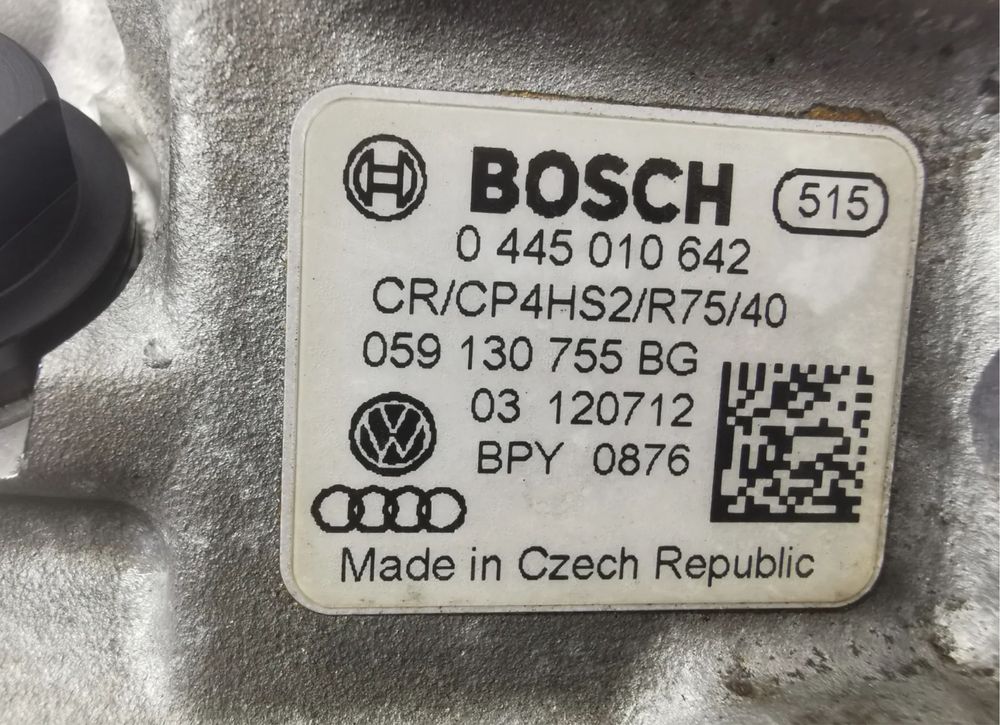 BOSCH 515
0 445 010 642
CR/CP4HS2/R75/40
059 130 755 BG
03 120712
BPY 0876
Made in Czech Republic